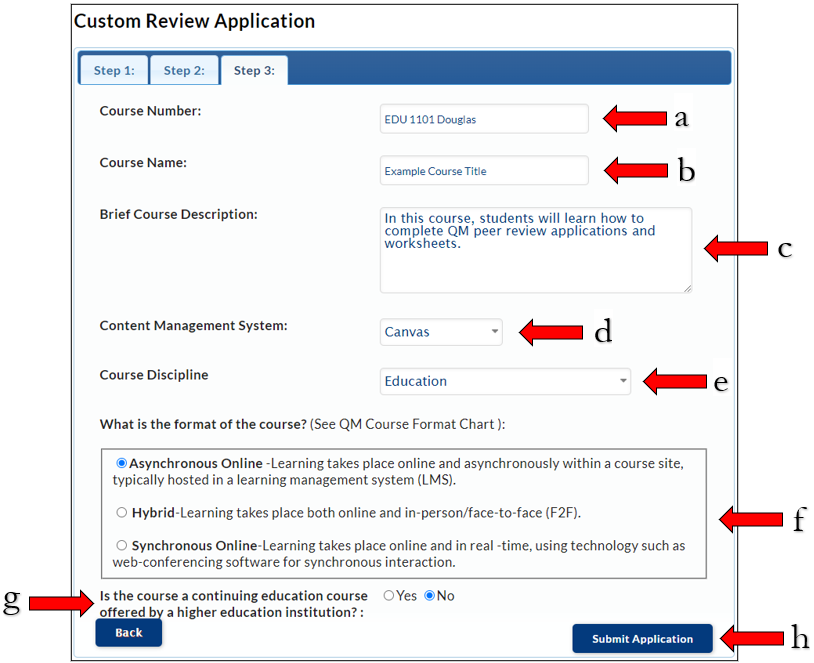 Custom Review Application
Step 1: Step 2: Step 3:
Course Number: EDU 1101 Douglas a
Course Name: Example Course Title b
Brief Course Description: In this course, students will learn how to
complete QM peer review applications and
worksheets.
c
Content Management System: Canvas d
Course Discipline Education e
What is the format of the course? (See QM Course Format Chart ):
Asynchronous Online -Learning takes place online and asynchronously within a course site,
typically hosted in a learning management system (LMS).
Hybrid-Learning takes place both online and in-person/face-to-face (F2F).
f
Synchronous Online-Learning takes place online and in real -time, using technology such as
web-conferencing software for synchronous interaction.
g Is the course a continuing education course Yes No
offered by a higher education institution? :
Back Submit Application h